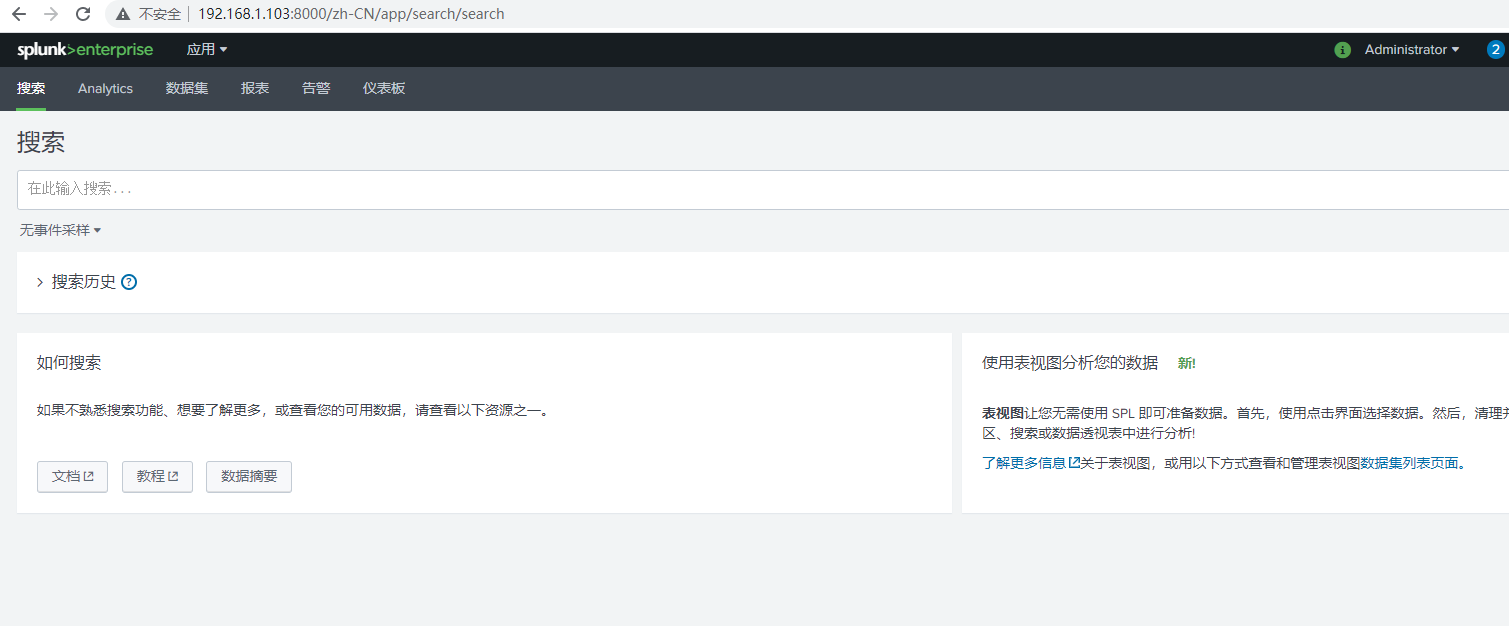 不安全 192.168.1.103:8000/zh-CN/app/search/search
splunk>enterprise 应用 i Administrator 2
搜索 Analytics 数据集 报表 告警 仪表板
搜索
在此输入搜索...
无事件采样
搜索历史 ?
如何搜索
如果不熟悉搜索功能、想要了解更多，或查看您的可用数据，请查看以下资源之一。
文档 教程 数据摘要
使用表视图分析您的数据 新!
表视图让您无需使用 SPL 即可准备数据。首先，使用点击界面选择数据。然后，清理并
区、搜索或数据透视表中进行分析!
了解更多信息关于表视图，或用以下方式查看和管理表视图数据集列表页面。